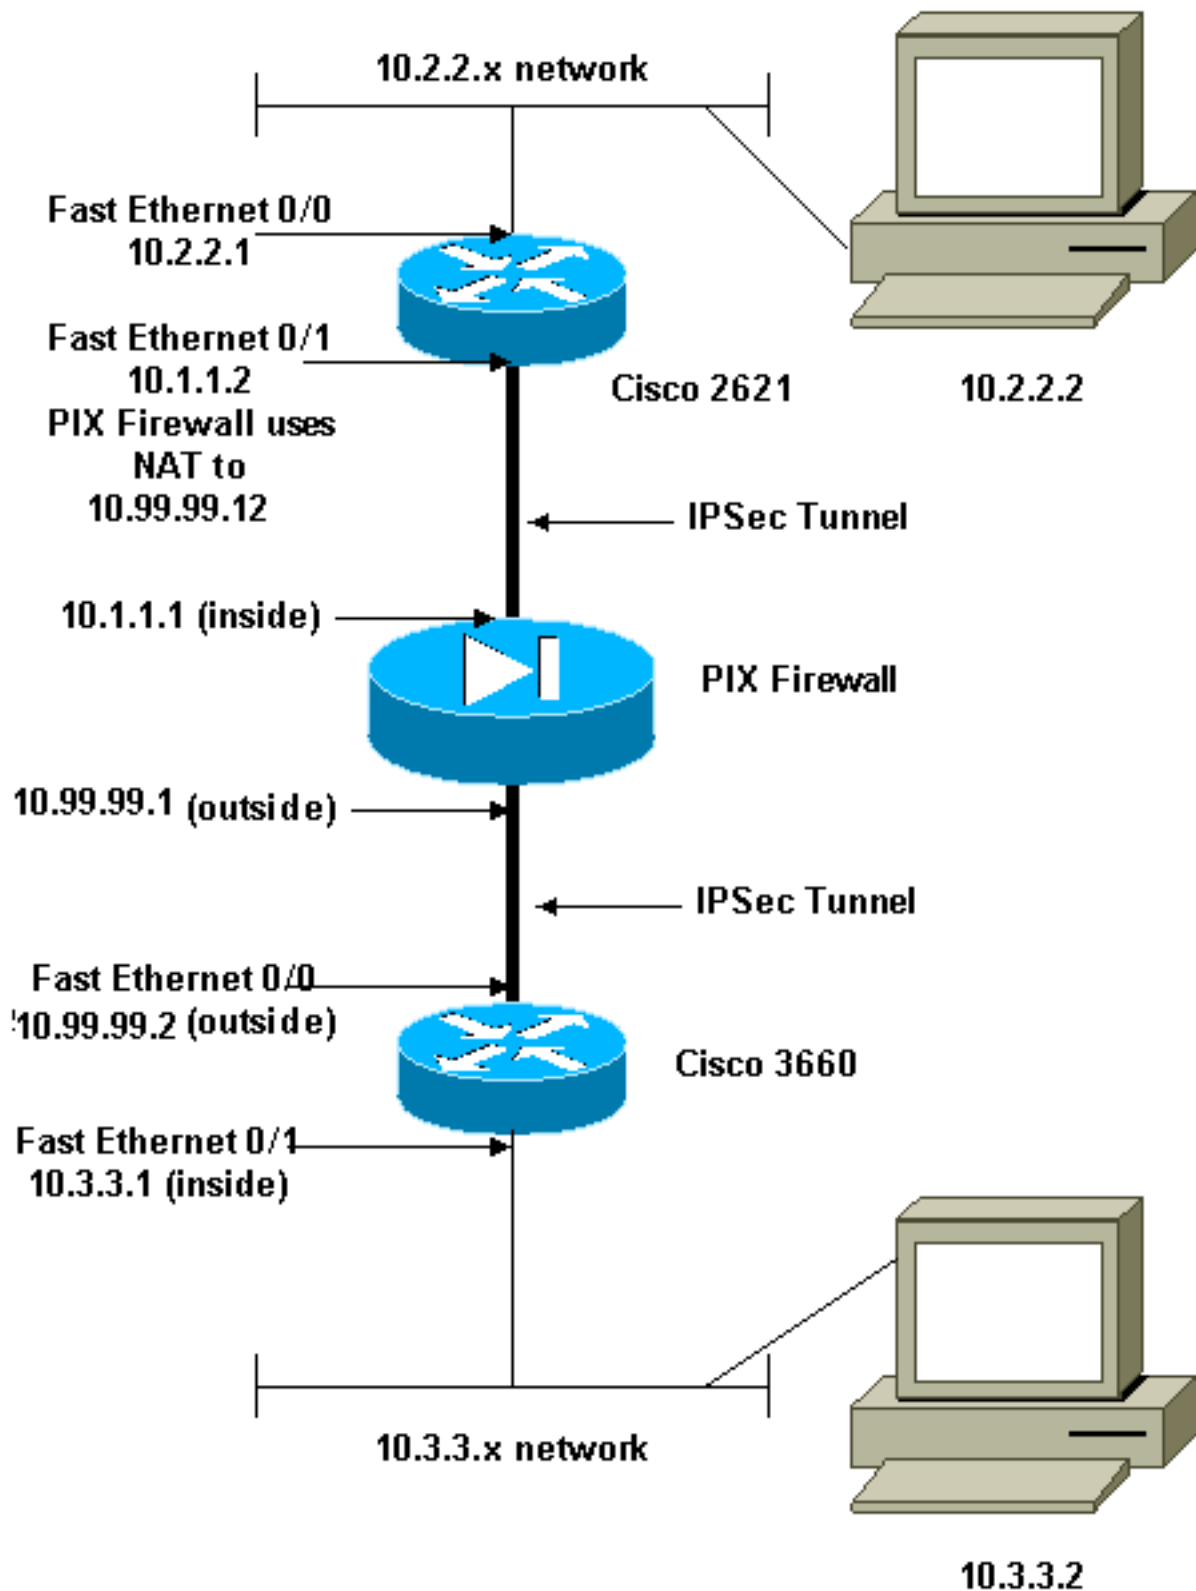 10.2.2.x network
Fast Ethernet 0/0
10.2.2.1
Fast Ethernet 0/1
10.1.1.2
PIX Firewall uses
NAT to
10.99.99.12
Cisco 2621
10.2.2.2
IPSec Tunnel
10.1.1.1 (inside)
PIX Firewall
10.99.99.1 (outside)
IPSec Tunnel
Fast Ethernet 0/0
10.99.99.2 (outside)
Cisco 3660
Fast Ethernet 0/1
10.3.3.1 (inside)
10.3.3.x network
10.3.3.2